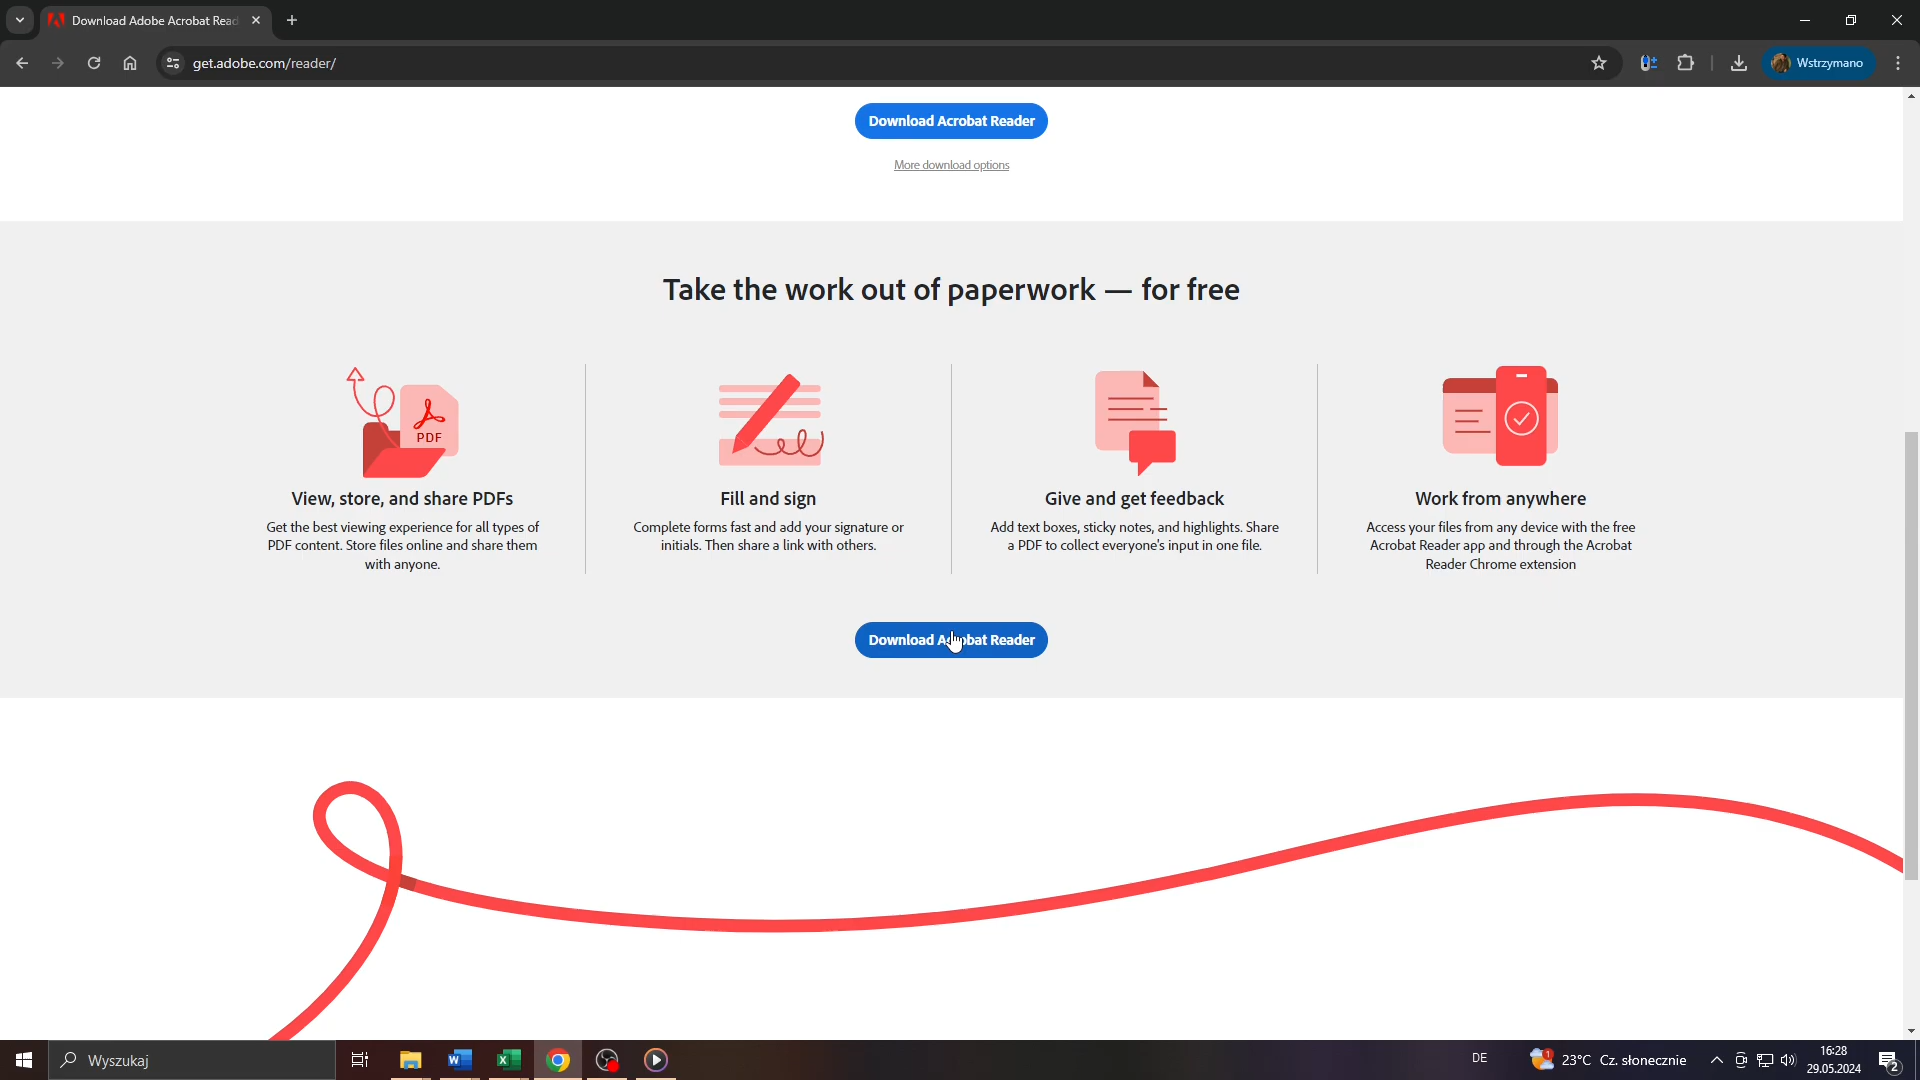 Download Adobe Acrobat Read
get.adobe.com/reader/
Wstrzymano
Download Acrobat Reader
More download options
Take the work out of paperwork — for free
PDF
View, store, and share PDFs
Get the best viewing experience for all types of
PDF content. Store files online and share them
with anyone.
Fill and sign
Complete forms fast and add your signature or
initials. Then share a link with others.
Give and get feedback
Add text boxes, sticky notes, and highlights. Share
a PDF to collect everyone's input in one file.
Work from anywhere
Access your files from any device with the free
Acrobat Reader app and through the Acrobat
Reader Chrome extension
Download Acrobat Reader
Wyszukaj
DE
1
23°C Cz. słonecznie
16:28
29.05.2024
2